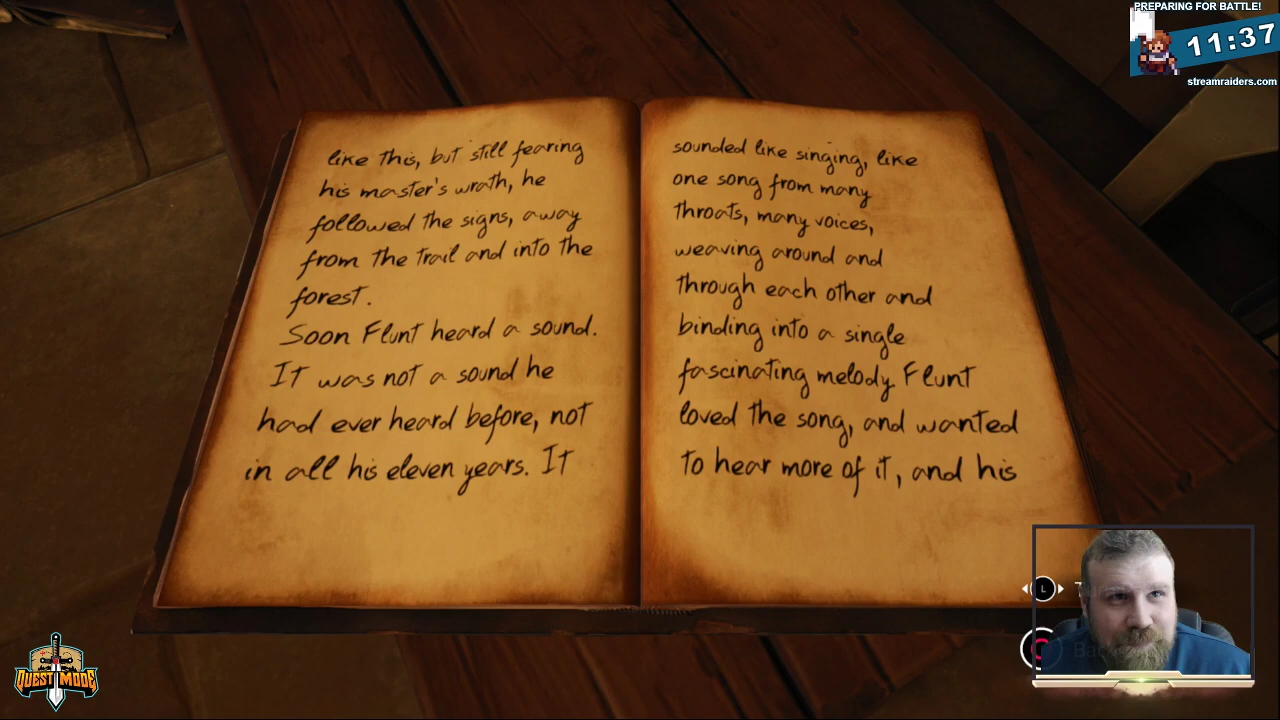 PREPARING FOR BATTLE!
11:37
streamraiders.com
like this, but still fearing
his master's wrath, he
followed the signs, away
from the trail and into the
forest.
Soon Flunt heard a sound.
It was not a sound he
had ever heard before, not
in all his eleven years. It
sounded like singing, like
one song from many
throats, many voices,
weaving around and
through each other and
binding into a single
fascinating melody. Flunt
loved the song, and wanted
to hear more of it, and his
L
QUEST MODE